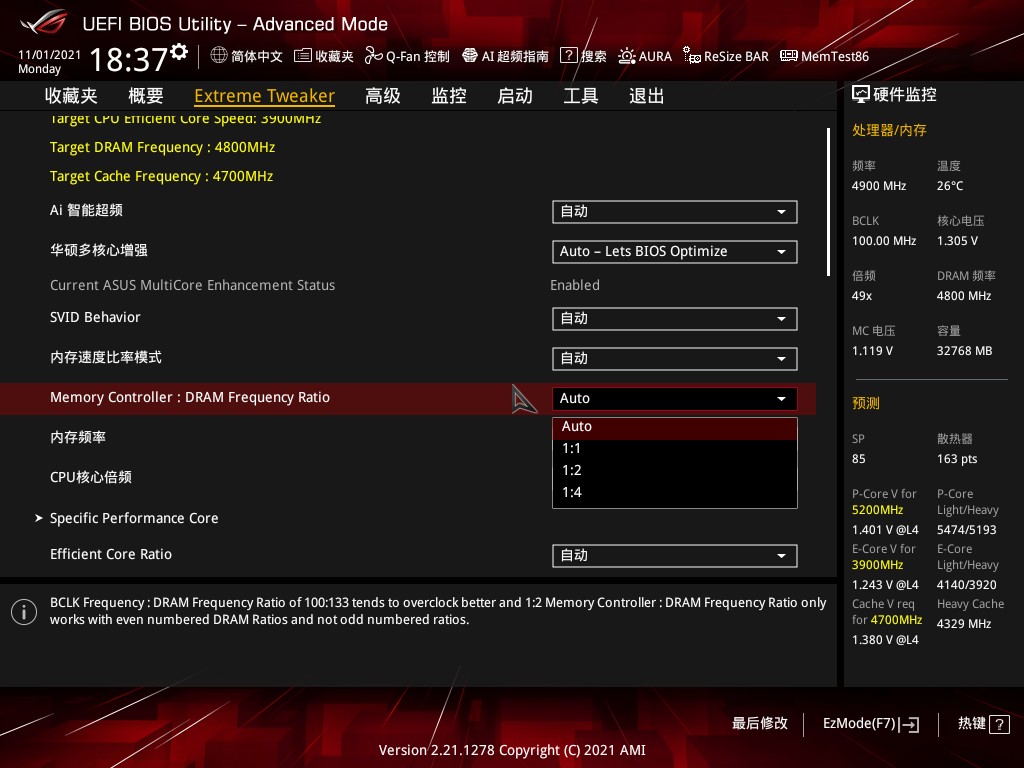 UEFI BIOS Utility – Advanced Mode
11/01/2021
Monday
18:37
简体中文
收藏夹
Q-Fan 控制
AI 超频指南
?
搜索
AURA
ReSize BAR
MemTest86
收藏夹
概要
Extreme Tweaker
高级
监控
启动
工具
退出
Target CPU Efficient Core Speed: 3900MHz
Target DRAM Frequency : 4800MHz
Target Cache Frequency : 4700MHz
Ai 智能超频
自动
华硕多核心增强
Auto – Lets BIOS Optimize
Current ASUS MultiCore Enhancement Status
Enabled
SVID Behavior
自动
内存速度比率模式
自动
Memory Controller : DRAM Frequency Ratio
Auto
Auto
1:1
1:2
1:4
内存频率
CPU核心倍频
Specific Performance Core
Efficient Core Ratio
自动
BCLK Frequency : DRAM Frequency Ratio of 100:133 tends to overclock better and 1:2 Memory Controller : DRAM Frequency Ratio only
works with even numbered DRAM Ratios and not odd numbered ratios.
硬件监控
处理器/内存
频率
温度
4900 MHz
26°C
BCLK
核心电压
100.00 MHz
1.305 V
倍频
DRAM 频率
49x
4800 MHz
MC 电压
容量
1.119 V
32768 MB
预测
SP
散热器
85
163 pts
P-Core V for
P-Core
5200MHz
Light/Heavy
1.401 V @L4
5474/5193
E-Core V for
E-Core
3900MHz
Light/Heavy
1.243 V @L4
4140/3920
Cache V req
Heavy Cache
for 4700MHz
4329 MHz
1.380 V @L4
最后修改
EzMode(F7)
热键
?
Version 2.21.1278 Copyright (C) 2021 AMI